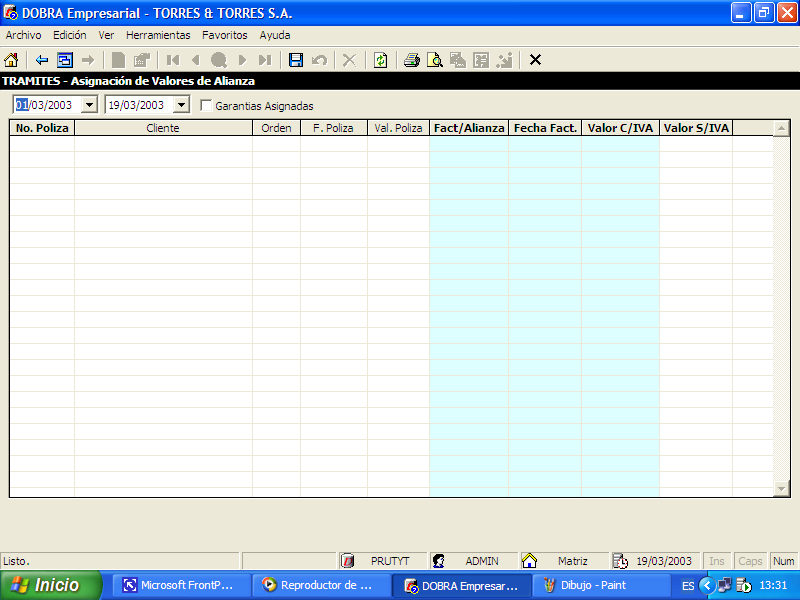 DOBRA Empresarial - TORRES & TORRES S.A.
Archivo Edición Ver Herramientas Favoritos Ayuda
TRAMITES - Asignación de Valores de Alianza
01/03/2003 19/03/2003 Garantias Asignadas
No. Poliza Cliente Orden F. Poliza Val. Poliza Fact/Alianza Fecha Fact. Valor C/IVA Valor S/IVA
Listo. PRUTYT ADMIN Matriz 19/03/2003 Ins Caps Num
Inicio Microsoft FrontP... Reproductor de ... DOBRA Empresar... Dibujo - Paint ES 13:31